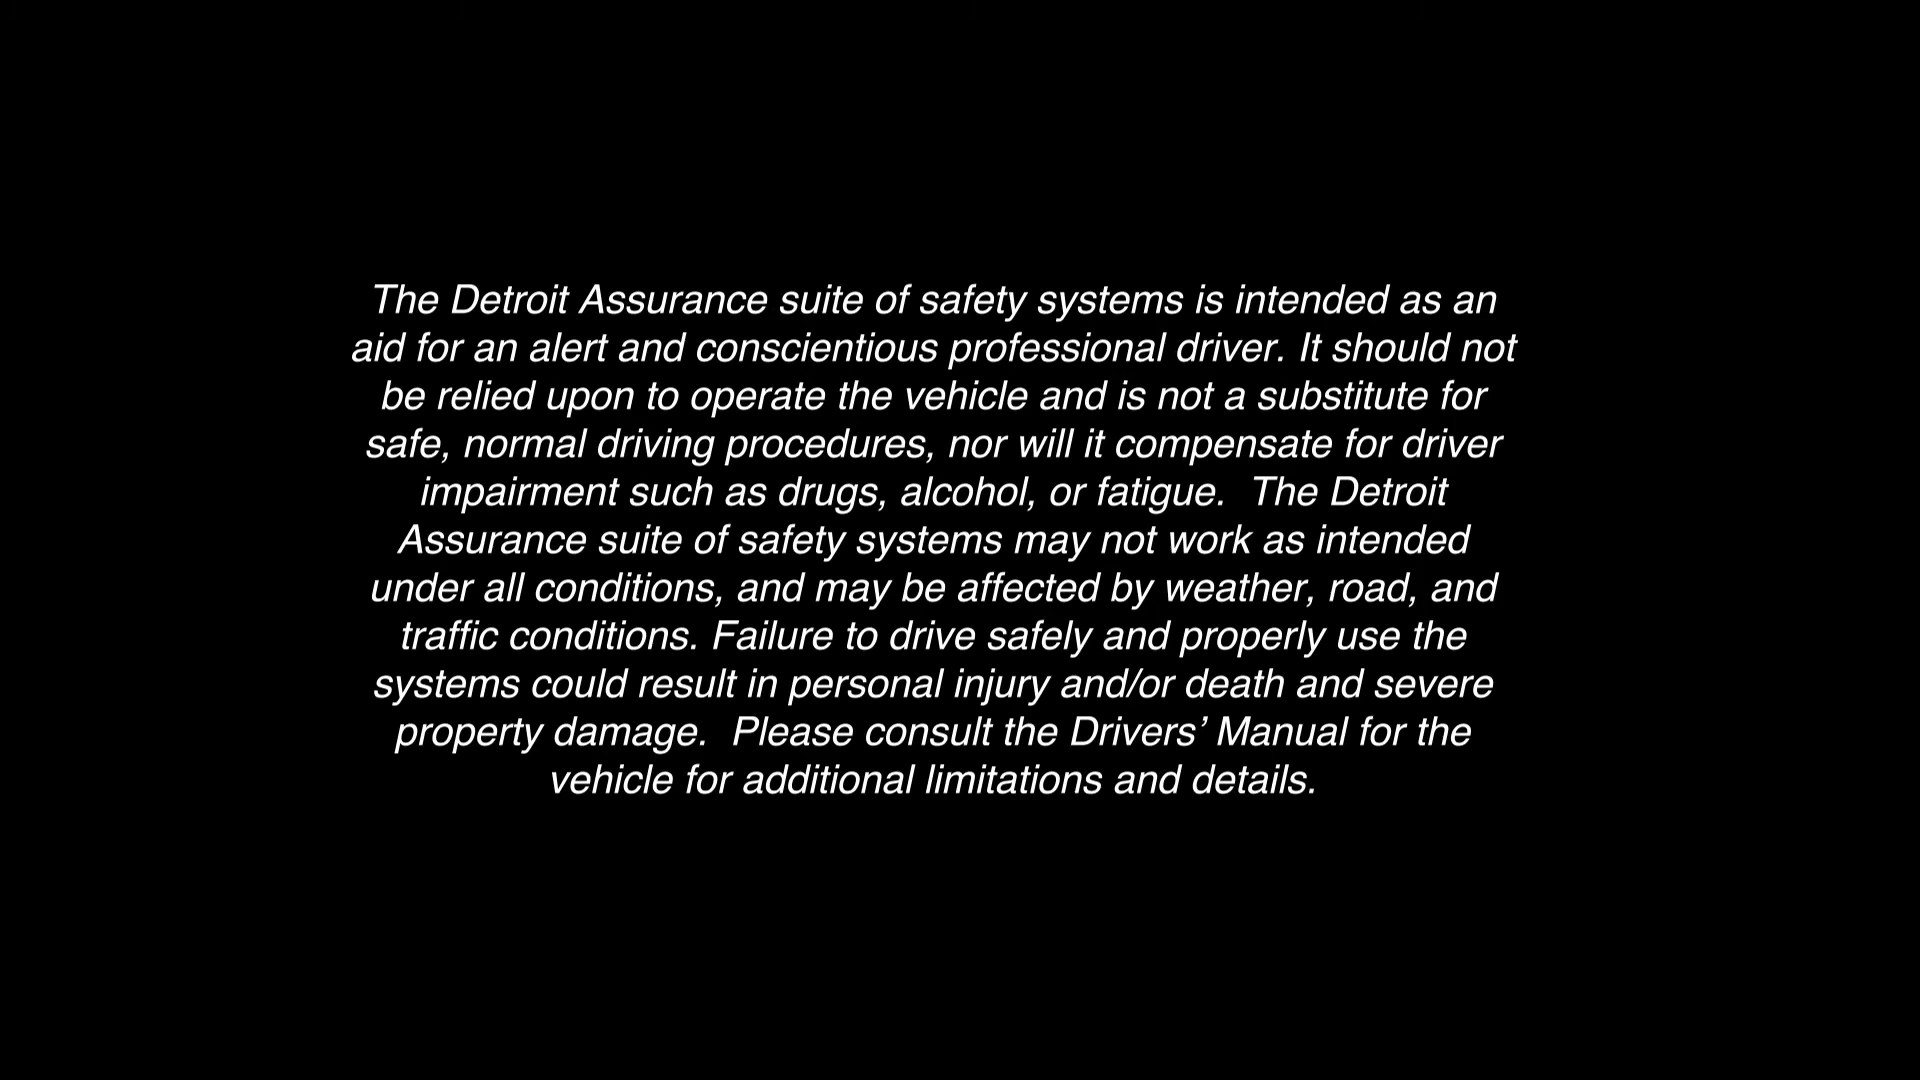 The Detroit Assurance suite of safety systems is intended as an
aid for an alert and conscientious professional driver. It should not
be relied upon to operate the vehicle and is not a substitute for
safe, normal driving procedures, nor will it compensate for driver
impairment such as drugs, alcohol, or fatigue.  The Detroit
Assurance suite of safety systems may not work as intended
under all conditions, and may be affected by weather, road, and
traffic conditions. Failure to drive safely and properly use the
systems could result in personal injury and/or death and severe
property damage.  Please consult the Drivers’ Manual for the
vehicle for additional limitations and details.